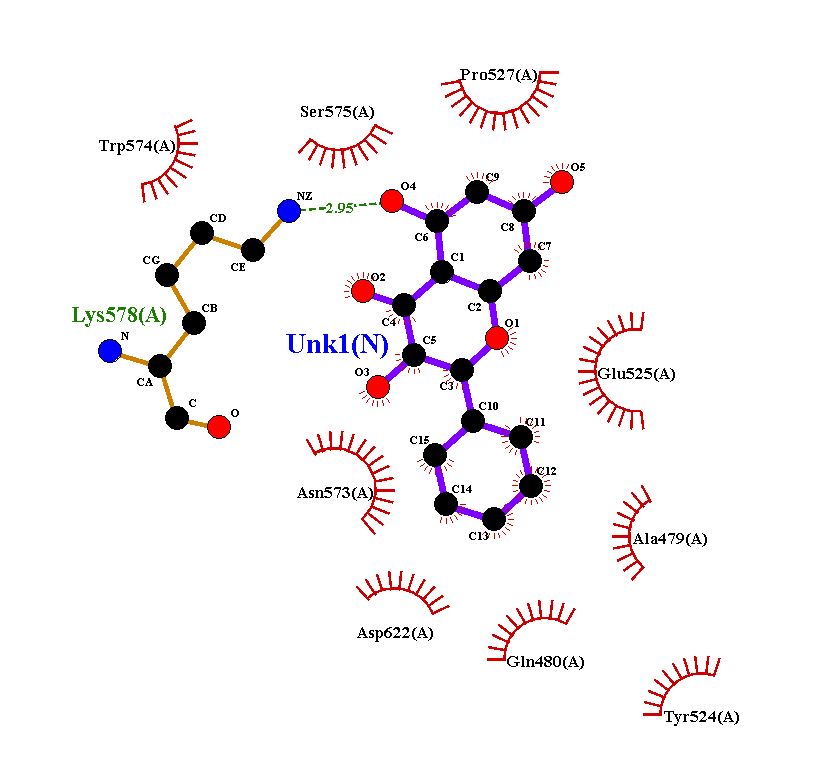 Pro527(A)
Ser575(A)
Trp574(A)
O5
C9
O4
NZ
C8
CD
C6
C7
CE
CG
C1
O2
C2
CB
Lys578(A)
C4
O1
N
Unk1(N)
C5
O3
C3
Glu525(A)
CA
C
O
C10
C11
C15
C12
Asn573(A)
C14
C13
Ala479(A)
Asp622(A)
Gln480(A)
Tyr524(A)
2.95